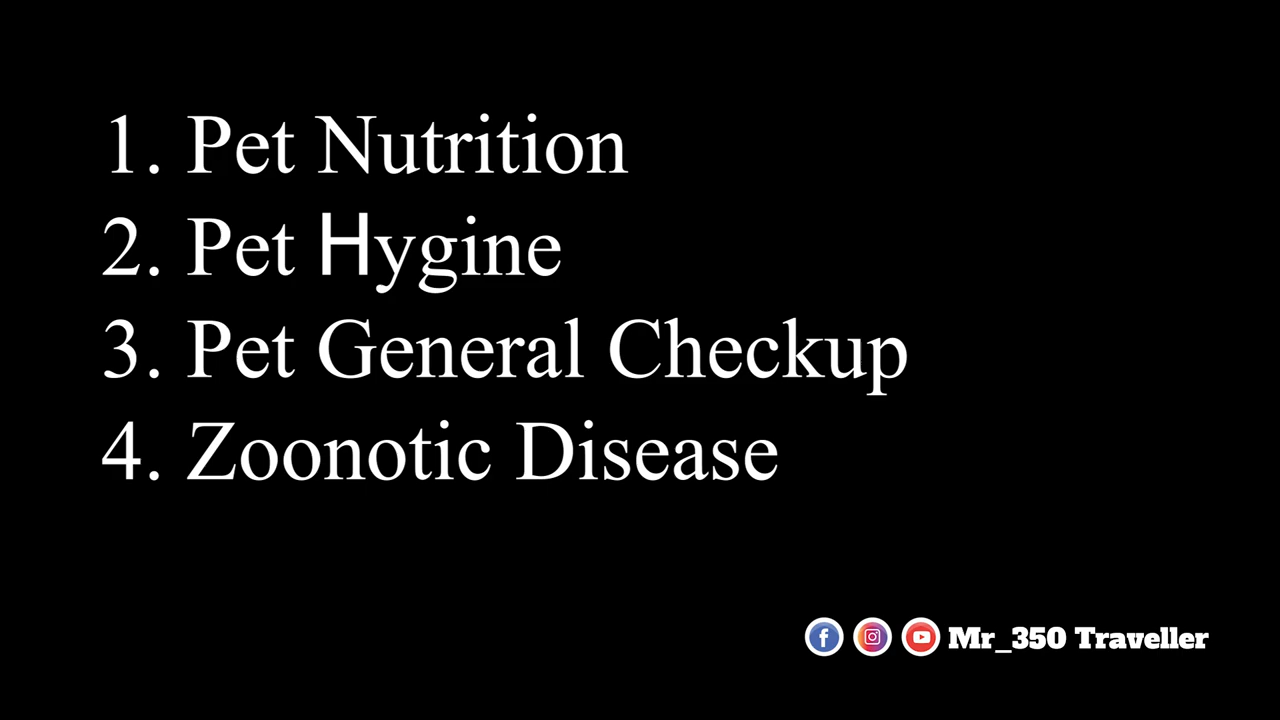 1. Pet Nutrition
2. Pet Hygine
3. Pet General Checkup
4. Zoonotic Disease
Mr_350 Traveller